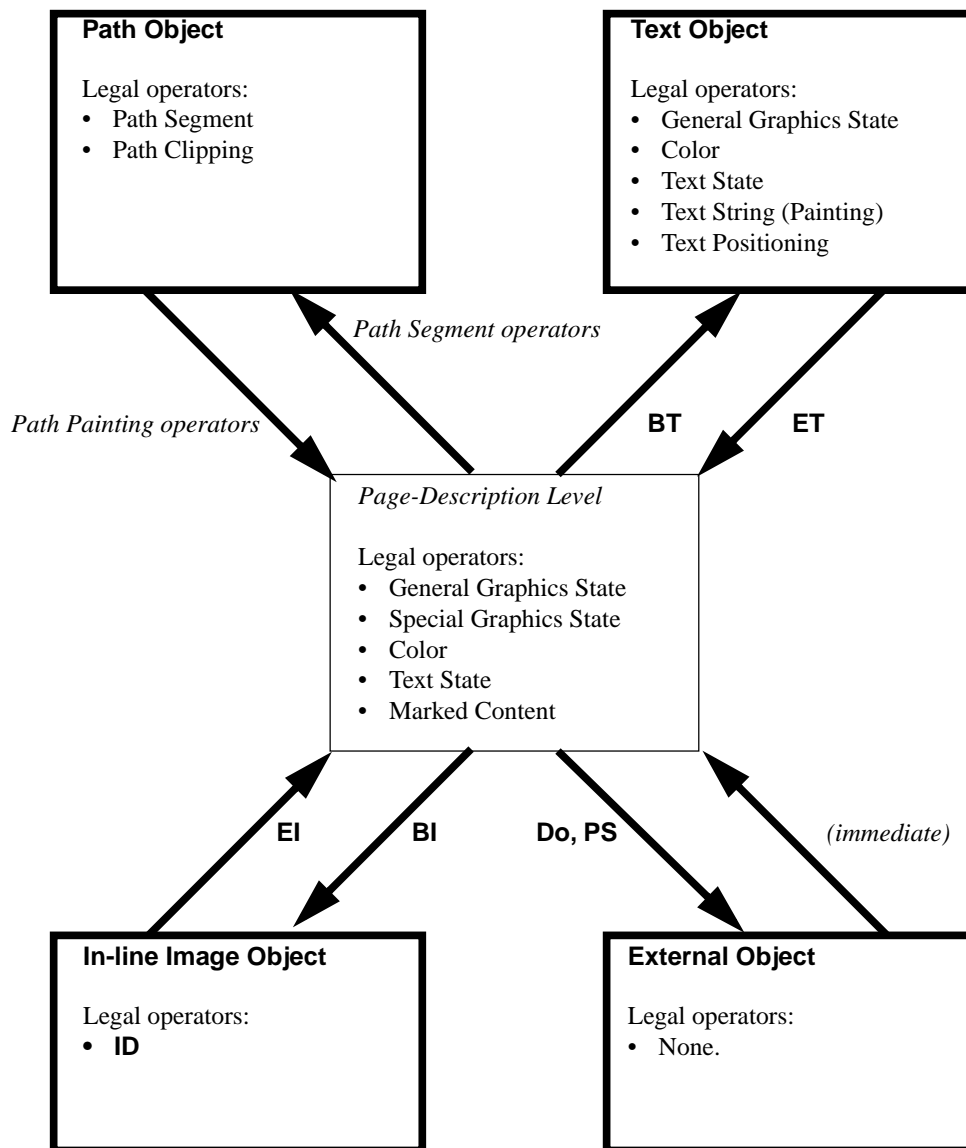 Path Object
Legal operators:
• Path Segment
• Path Clipping
Text Object
Legal operators:
• General Graphics State
• Color
• Text State
• Text String (Painting)
• Text Positioning
Path Segment operators
Path Painting operators
BT
ET
Page-Description Level
Legal operators:
• General Graphics State
• Special Graphics State
• Color
• Text State
• Marked Content
EI
BI
Do, PS
(immediate)
In-line Image Object
Legal operators:
• ID
External Object
Legal operators:
• None.